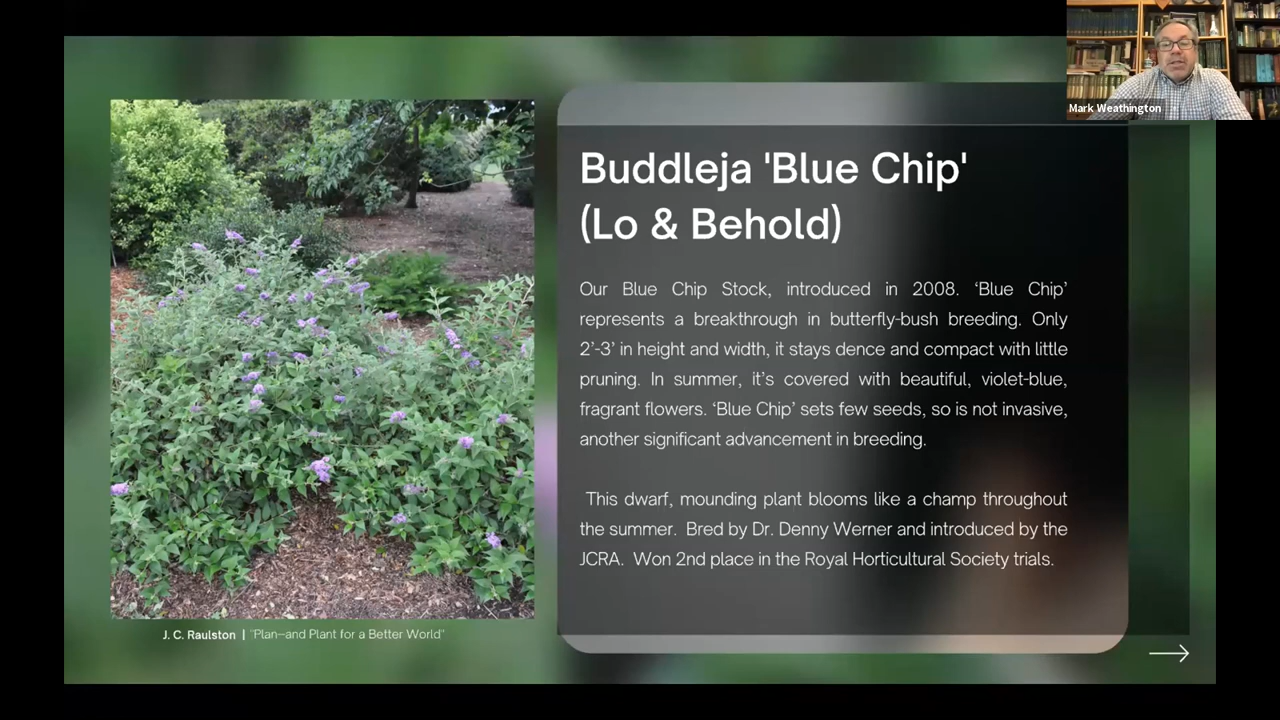 Mark Weathington
Buddleja 'Blue Chip'
(Lo & Behold)
Our Blue Chip Stock, introduced in 2008. ‘Blue Chip’
represents a breakthrough in butterfly-bush breeding. Only
2’-3’ in height and width, it stays dence and compact with little
pruning. In summer, it’s covered with beautiful, violet-blue,
fragrant flowers. ‘Blue Chip’ sets few seeds, so is not invasive,
another significant advancement in breeding.
This dwarf, mounding plant blooms like a champ throughout
the summer. Bred by Dr. Denny Werner and introduced by the
JCRA. Won 2nd place in the Royal Horticultural Society trials.
J. C. Raulston | "Plan—and Plant for a Better World"